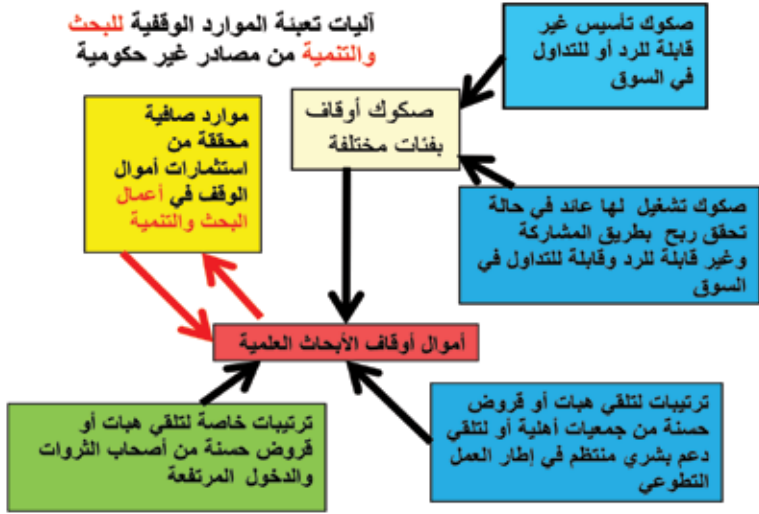 آليات تعبئة الموارد الوقفية للبحث
والتنمية من مصادر غير حكومية
صكوك تأسيس غير
قابلة للرد أو للتداول
في السوق
صكوك أوقاف
بفئات مختلفة
موارد صافية
محققة من
استثمارات أموال
الوقف في أعمال
البحث والتنمية
صكوك تشغيل لها عائد في حالة
تحقق ربح بطريق المشاركة
وغير قابلة للرد وقابلة للتداول في
السوق
أموال أوقاف الأبحاث العلمية
ترتيبات لتلقي هبات أو قروض
حسنة من جمعيات أهلية أو لتلقي
دعم بشري منتظم في إطار العمل
التطوعي
ترتيبات خاصة لتلقي هبات أو
قروض حسنة من أصحاب الثروات
والدخول المرتفعة